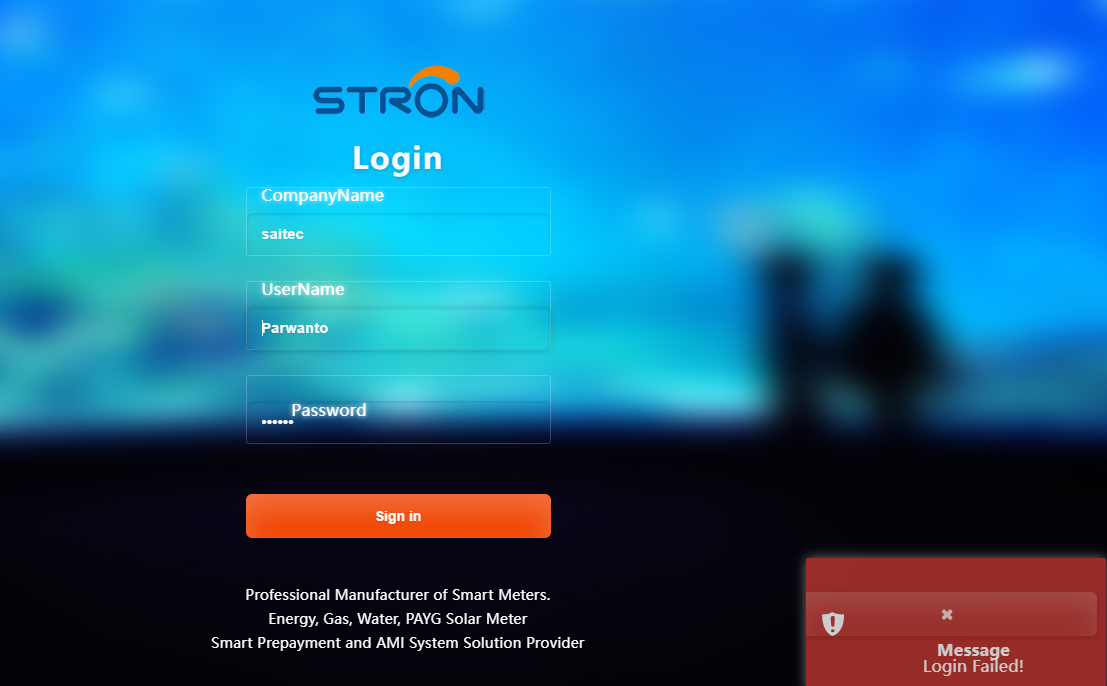 STRON
Login
CompanyName
saitec
UserName
Parwanto
Password
••••••
Sign in
Professional Manufacturer of Smart Meters.
Energy, Gas, Water, PAYG Solar Meter
Smart Prepayment and AMI System Solution Provider
Message
Login Failed!